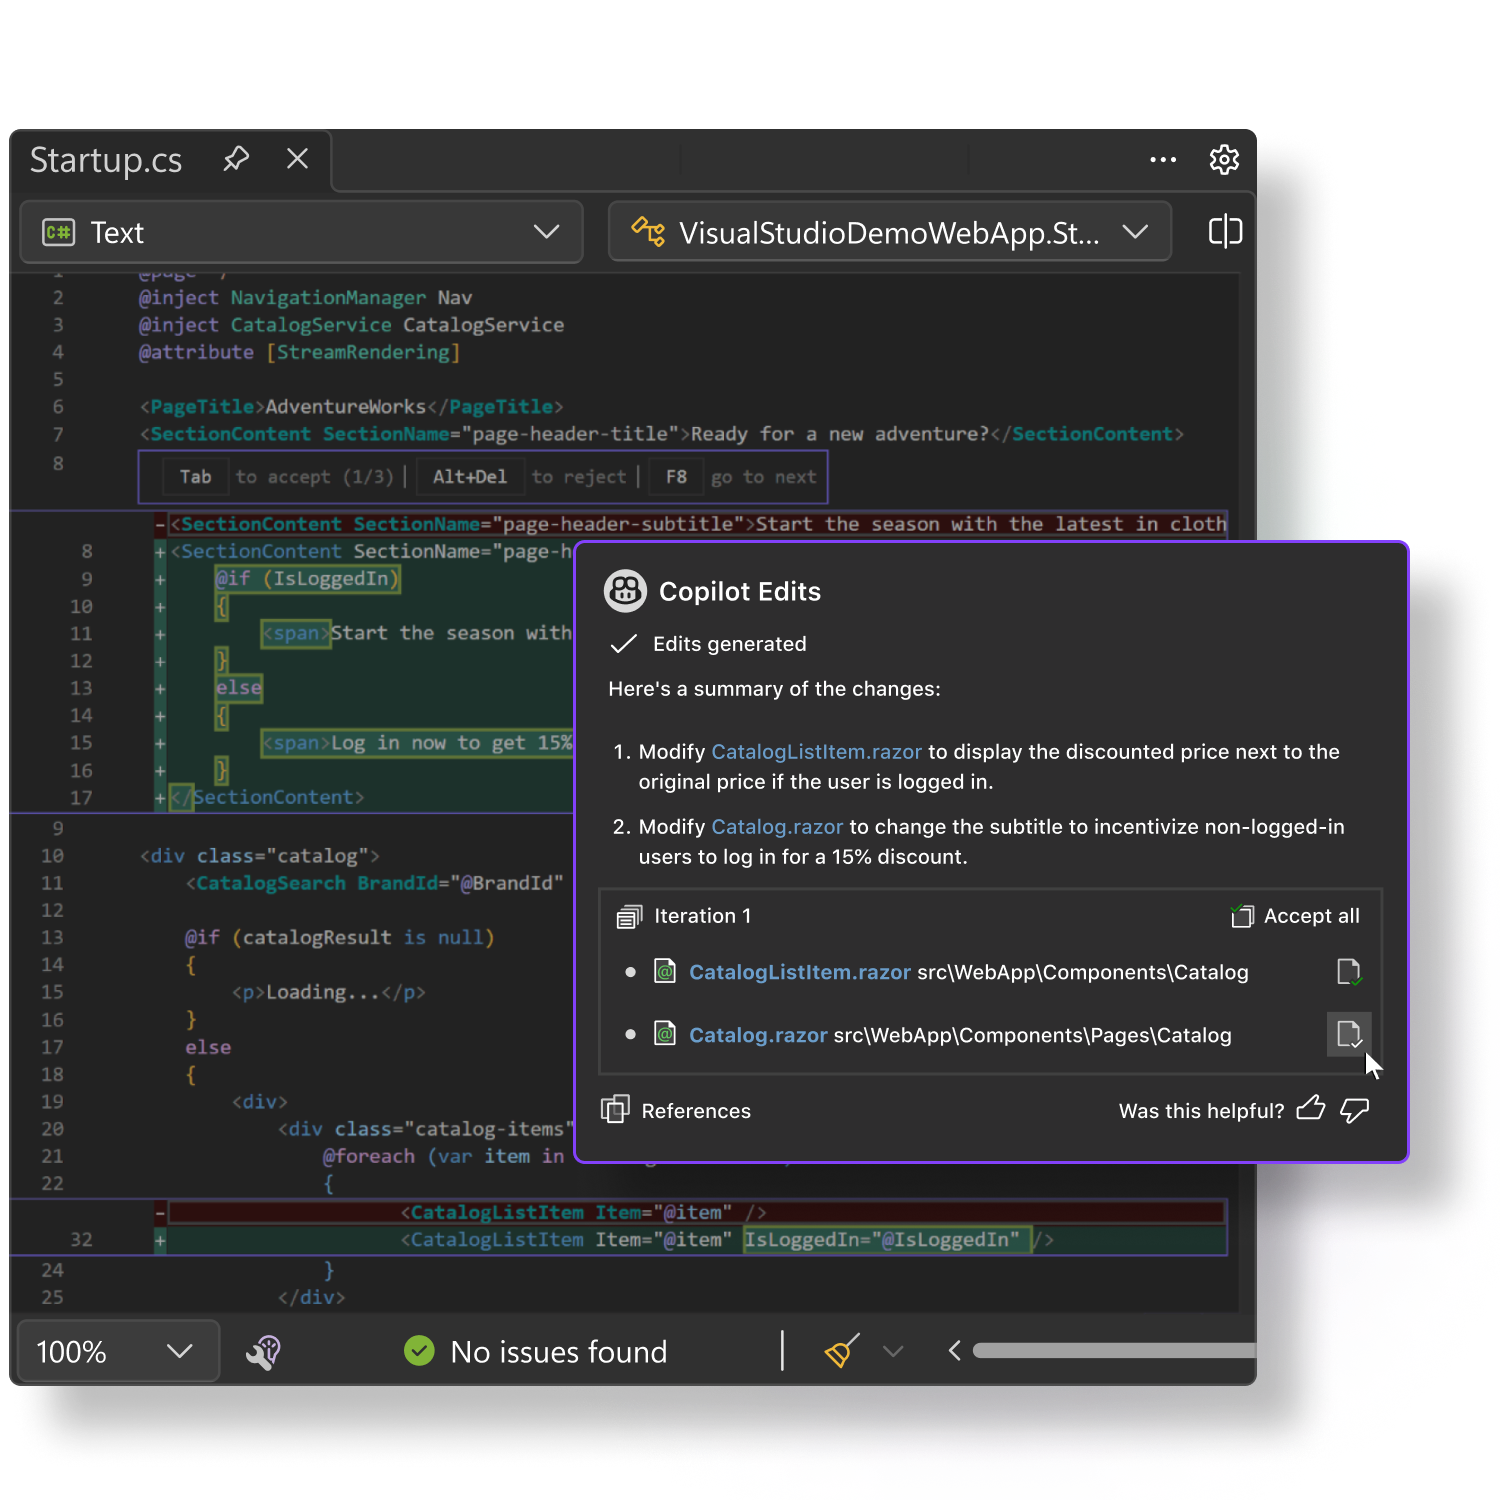 Startup.cs
C# Text
VisualStudioDemoWebApp.St...
1 @page /
2 @inject NavigationManager Nav
3 @inject CatalogService CatalogService
4 @attribute [StreamRendering]
5
6 <PageTitle>AdventureWorks</PageTitle>
7 <SectionContent SectionName="page-header-title">Ready for a new adventure?</SectionContent>
8
Tab to accept (1/3) | Alt+Del to reject | F8 go to next
-<SectionContent SectionName="page-header-subtitle">Start the season with the latest in cloth
8 +<SectionContent SectionName="page-h
9 + @if (IsLoggedIn)
10 + {
11 + <span>Start the season with
12 + }
13 + else
14 + {
15 + <span>Log in now to get 15%
16 + }
17 +</SectionContent>
9
10 <div class="catalog">
11 <CatalogSearch BrandId="@BrandId"
12
13 @if (catalogResult is null)
14 {
15 <p>Loading...</p>
16 }
17 else
18 {
19 <div>
20 <div class="catalog-items"
21 @foreach (var item in
22 {
- <CatalogListItem Item="@item" />
32 + <CatalogListItem Item="@item" IsLoggedIn="@IsLoggedIn" />
24 }
25 </div>
100%
No issues found
Copilot Edits
Edits generated
Here's a summary of the changes:
1. Modify CatalogListItem.razor to display the discounted price next to the
original price if the user is logged in.
2. Modify Catalog.razor to change the subtitle to incentivize non-logged-in
users to log in for a 15% discount.
Iteration 1
Accept all
• CatalogListItem.razor src\WebApp\Components\Catalog
• Catalog.razor src\WebApp\Components\Pages\Catalog
References
Was this helpful?